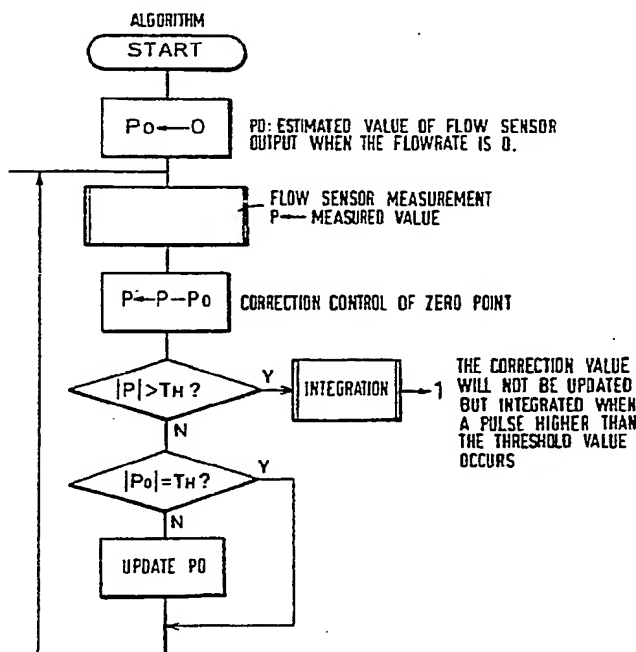 ALGORITHM
START
Po←O
PO: ESTIMATED VALUE OF FLOW SENSOR
OUTPUT WHEN THE FLOWRATE IS O.
FLOW SENSOR MEASUREMENT
P← MEASURED VALUE
P←P—Po
CORRECTION CONTROL OF ZERO POINT
|P|>TH?
Y
INTEGRATION
1
THE CORRECTION VALUE
WILL NOT BE UPDATED
BUT INTEGRATED WHEN
A PULSE HIGHER THAN
THE THRESHOLD VALUE
OCCURS
N
|Po|=TH?
Y
N
UPDATE PO